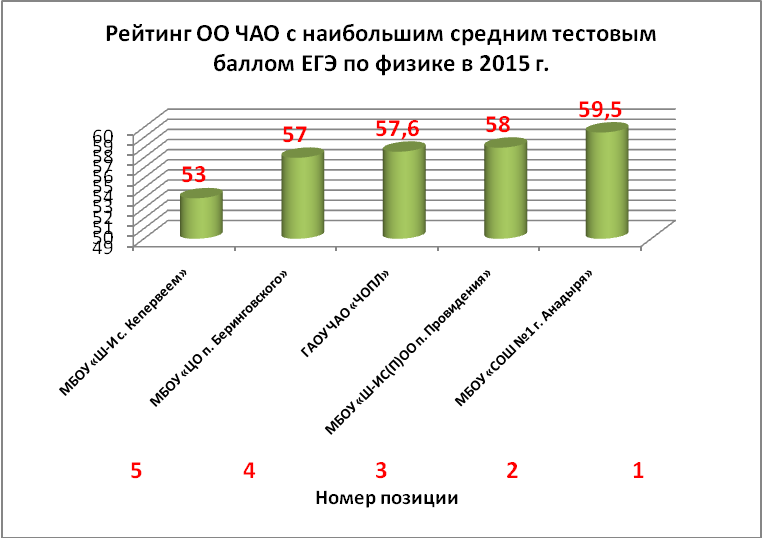 Рейтинг ОО ЧАО с наибольшим средним тестовым
баллом ЕГЭ по физике в 2015 г.
60
59
58
57
56
55
54
53
52
51
50
49
53
57
57,6
58
59,5
МБОУ «Ш-И с. Кепервеем»
МБОУ «ЦО п. Беринговского»
ГАОУ ЧАО «ЧОПЛ»
МБОУ «Ш-ИС(П)ОО п. Провидения»
МБОУ «СОШ №1 г. Анадыря»
5 4 3 2 1
Номер позиции